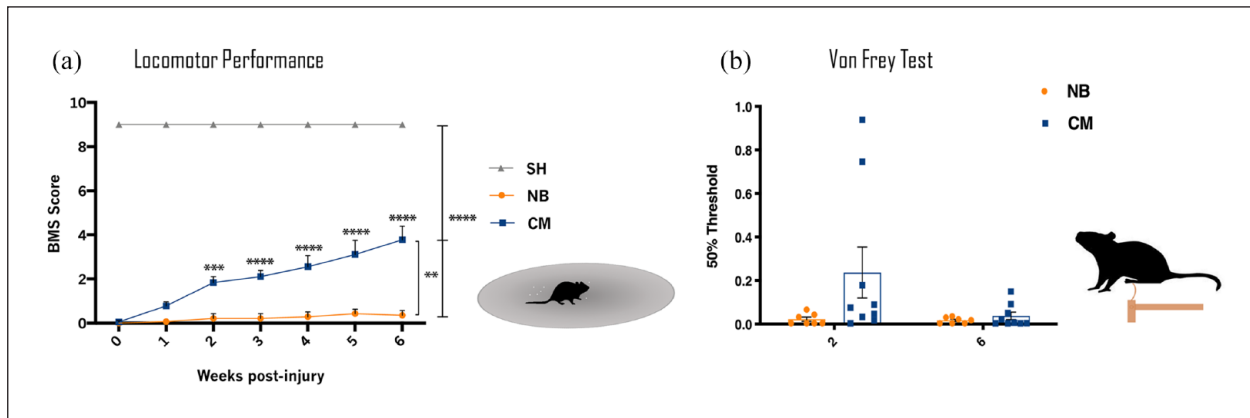 (a) Locomotor Performance
BMS Score
10
8
6
4
2
0
0 1 2 3 4 5 6
Weeks post-injury
*** **** **** **** ****
****
**
SH
NB
CM
(b) Von Frey Test
50% Threshold
1.0
0.8
0.6
0.4
0.2
0.0
2 6
NB
CM